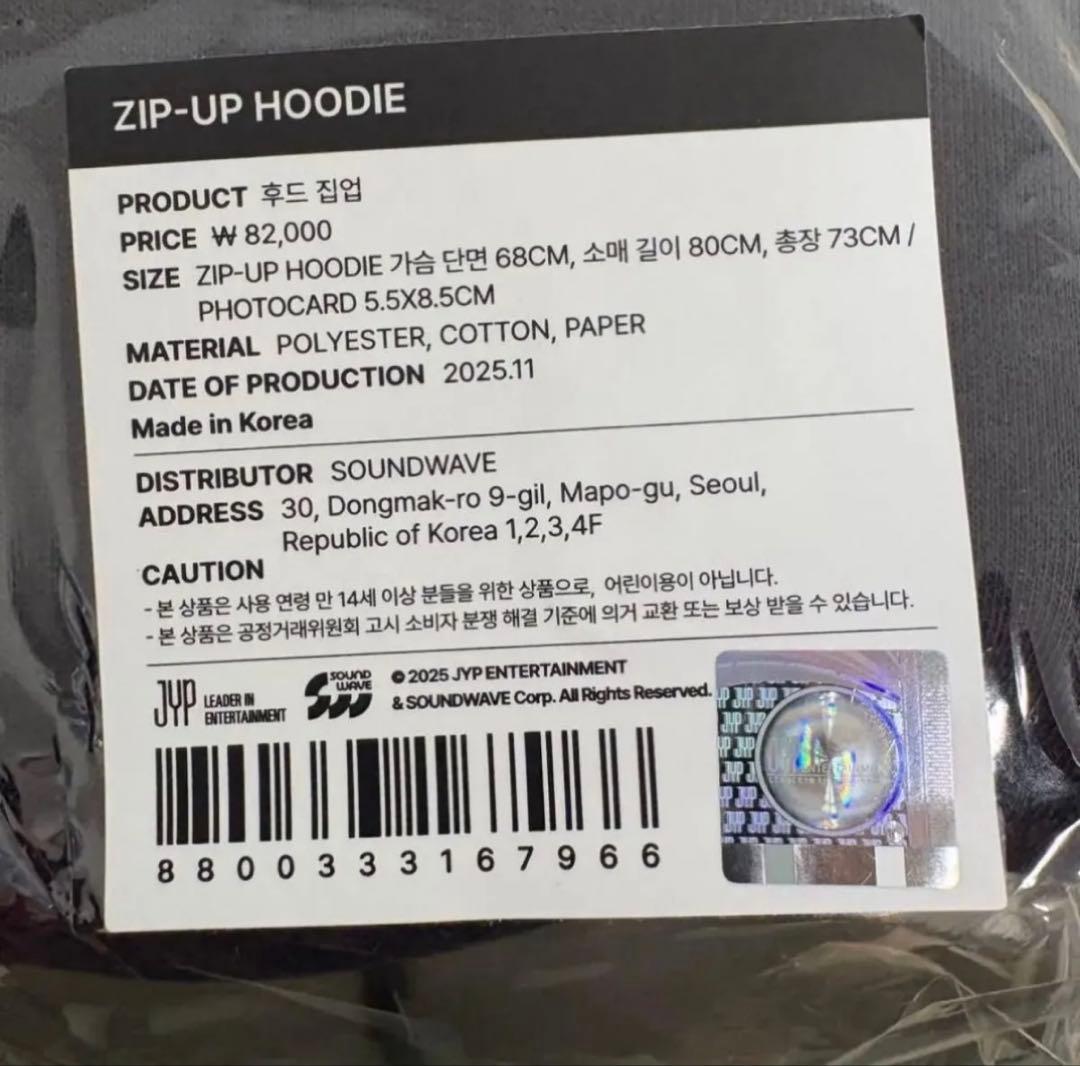 ZIP-UP HOODIE
PRODUCT 후드 집업
PRICE ₩ 82,000
SIZE ZIP-UP HOODIE 가슴 단면 68CM, 소매 길이 80CM, 총장 73CM /
PHOTOCARD 5.5X8.5CM
MATERIAL POLYESTER, COTTON, PAPER
DATE OF PRODUCTION 2025.11
Made in Korea
DISTRIBUTOR SOUNDWAVE
ADDRESS 30, Dongmak-ro 9-gil, Mapo-gu, Seoul,
Republic of Korea 1,2,3,4F
CAUTION
- 본 상품은 사용 연령 만 14세 이상 분들을 위한 상품으로, 어린이용이 아닙니다.
- 본 상품은 공정거래위원회 고시 소비자 분쟁 해결 기준에 의거 교환 또는 보상 받을 수 있습니다.
JYP LEADER IN
ENTERTAINMENT
SOUND
WAVE
© 2025 JYP ENTERTAINMENT
& SOUNDWAVE Corp. All Rights Reserved.
JYP JYP JYP
8800333167966